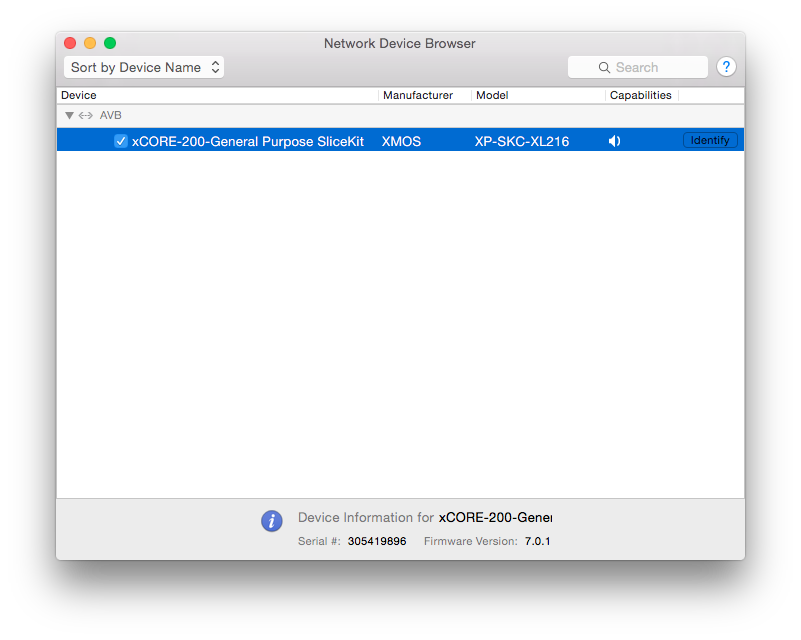 Network Device Browser
Sort by Device Name
Search
?
Device Manufacturer Model Capabilities
AVB
xCORE-200-General Purpose SliceKit XMOS XP-SKC-XL216 Identify
i
Device Information for xCORE-200-Gener
Serial #: 305419896 Firmware Version: 7.0.1